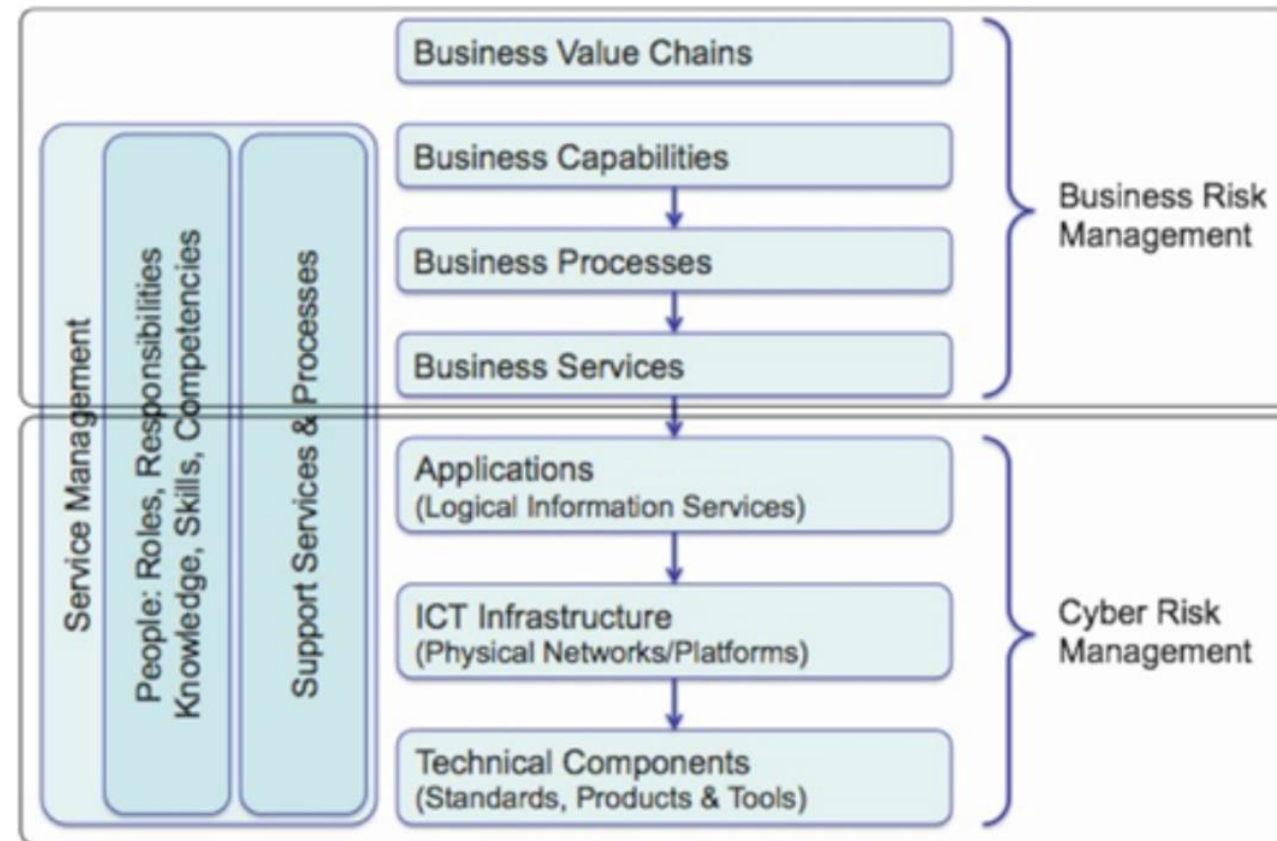 Business Value Chains
Business Capabilities
Business Processes
Business Services
Business Risk
Management
Service Management
People: Roles, Responsibilities
Knowledge, Skills, Competencies
Support Services & Processes
Applications
(Logical Information Services)
ICT Infrastructure
(Physical Networks/Platforms)
Technical Components
(Standards, Products & Tools)
Cyber Risk
Management